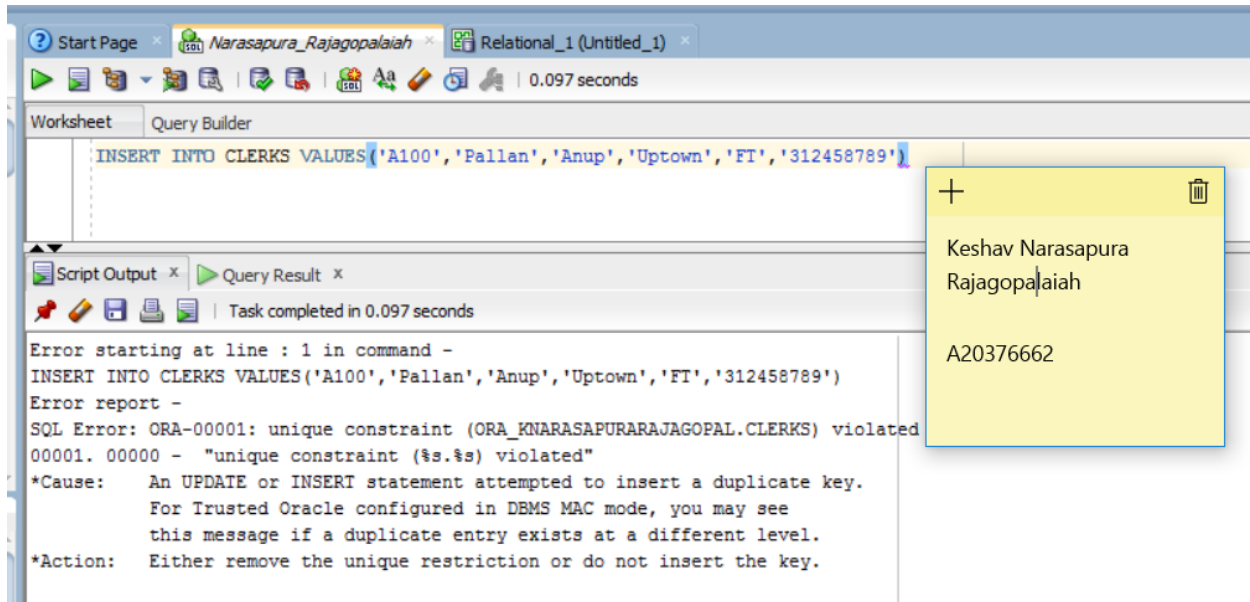 Start Page
Narasapura_Rajagopalaiah
Relational_1 (Untitled_1)
0.097 seconds
Worksheet Query Builder
INSERT INTO CLERKS VALUES('A100','Pallan','Anup','Uptown','FT','312458789')
Keshav Narasapura
Rajagopalaiah
A20376662
Script Output x Query Result x
Task completed in 0.097 seconds
Error starting at line : 1 in command -
INSERT INTO CLERKS VALUES('A100','Pallan','Anup','Uptown','FT','312458789')
Error report -
SQL Error: ORA-00001: unique constraint (ORA_KNARASAPURARAJAGOPAL.CLERKS) violated
00001. 00000 -  "unique constraint (%s.%s) violated"
*Cause:    An UPDATE or INSERT statement attempted to insert a duplicate key.
For Trusted Oracle configured in DBMS MAC mode, you may see
this message if a duplicate entry exists at a different level.
*Action:   Either remove the unique restriction or do not insert the key.